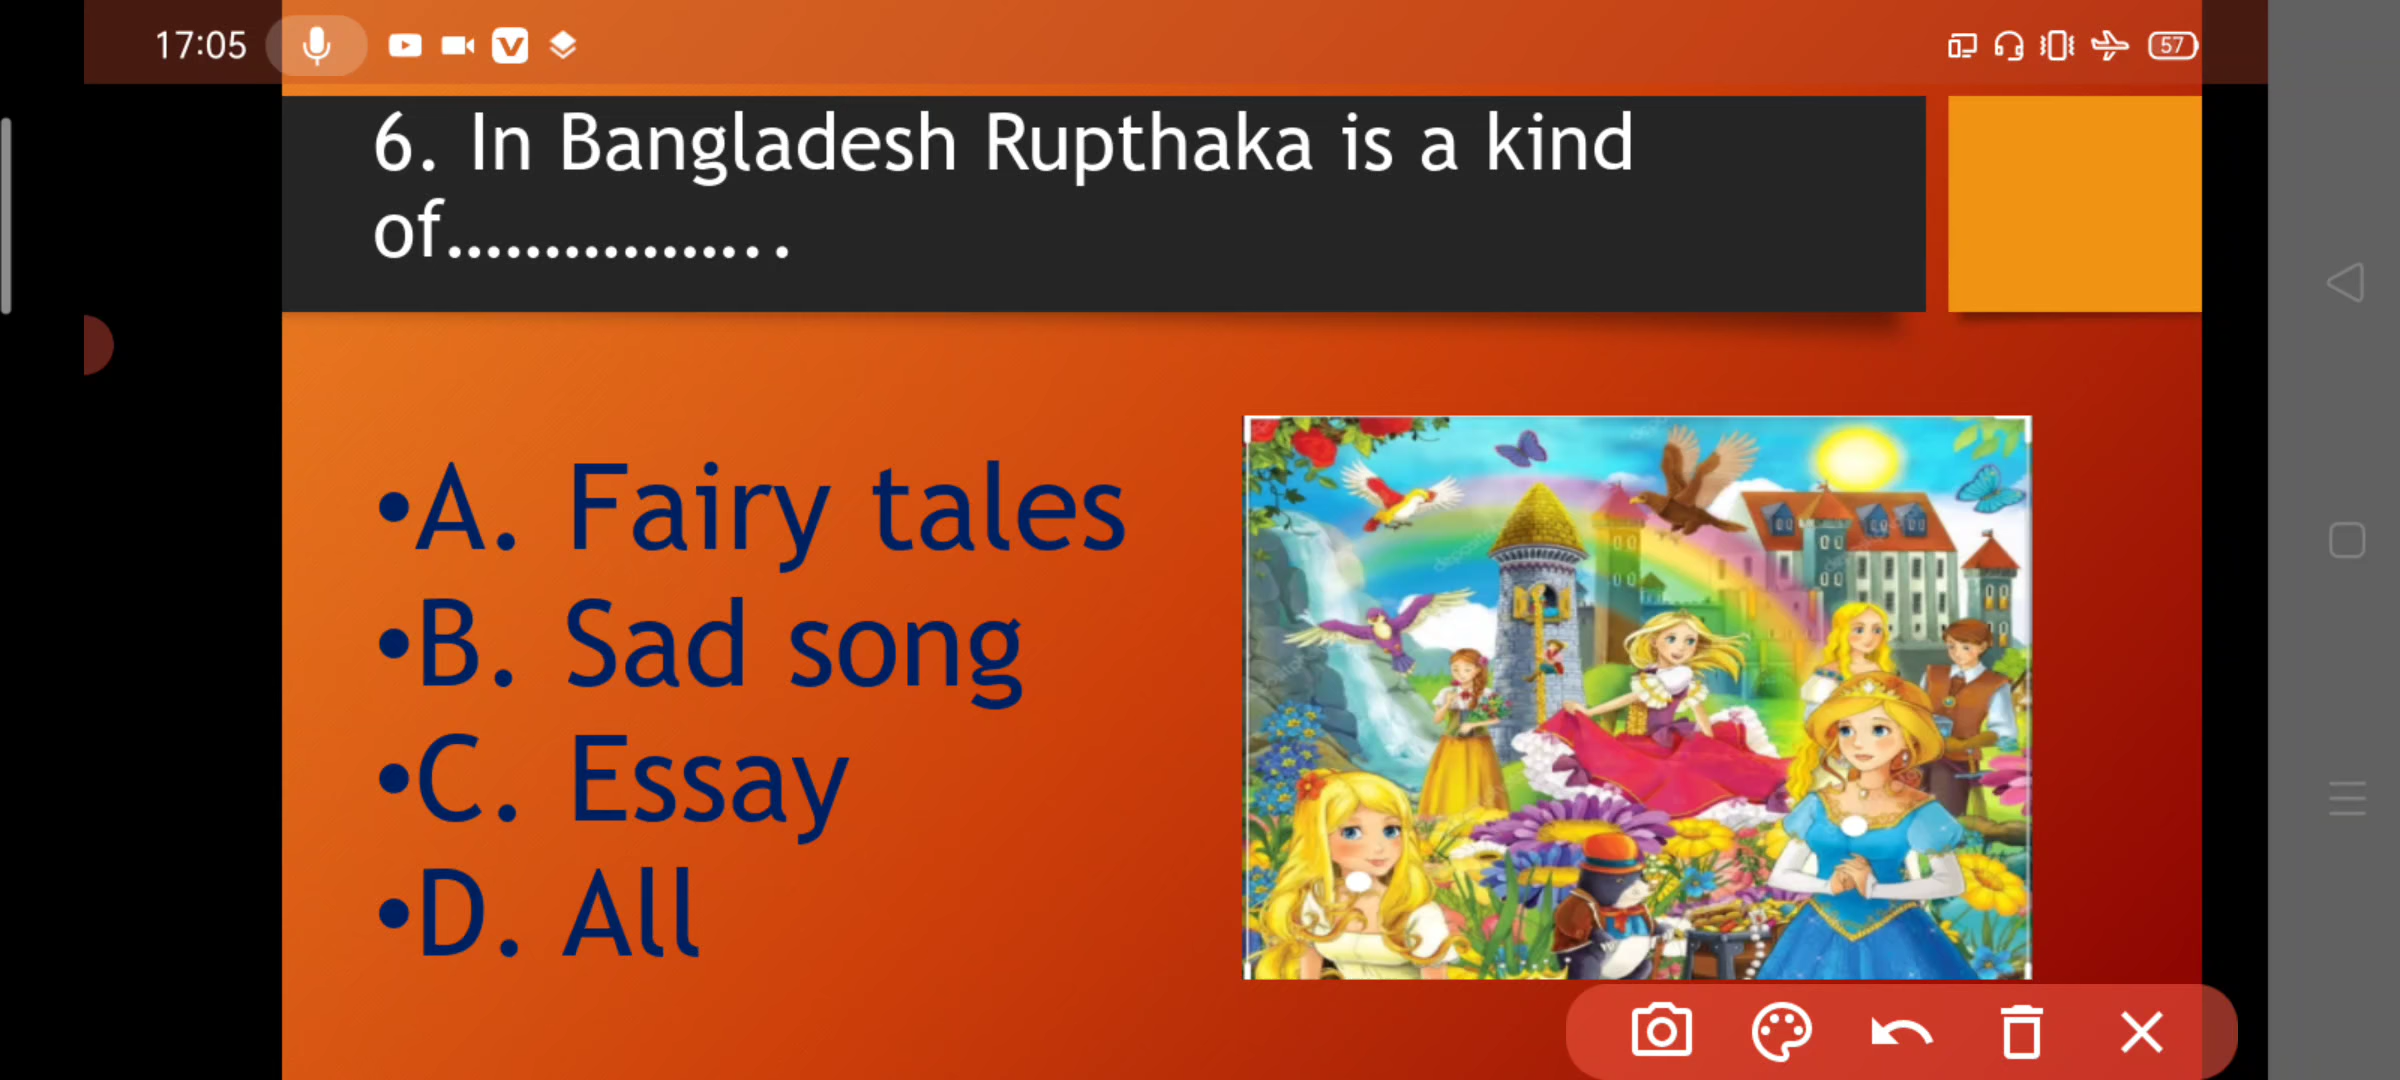 17:05
57
6. In Bangladesh Rupthaka is a kind
of.................
•A. Fairy tales
•B. Sad song
•C. Essay
•D. All